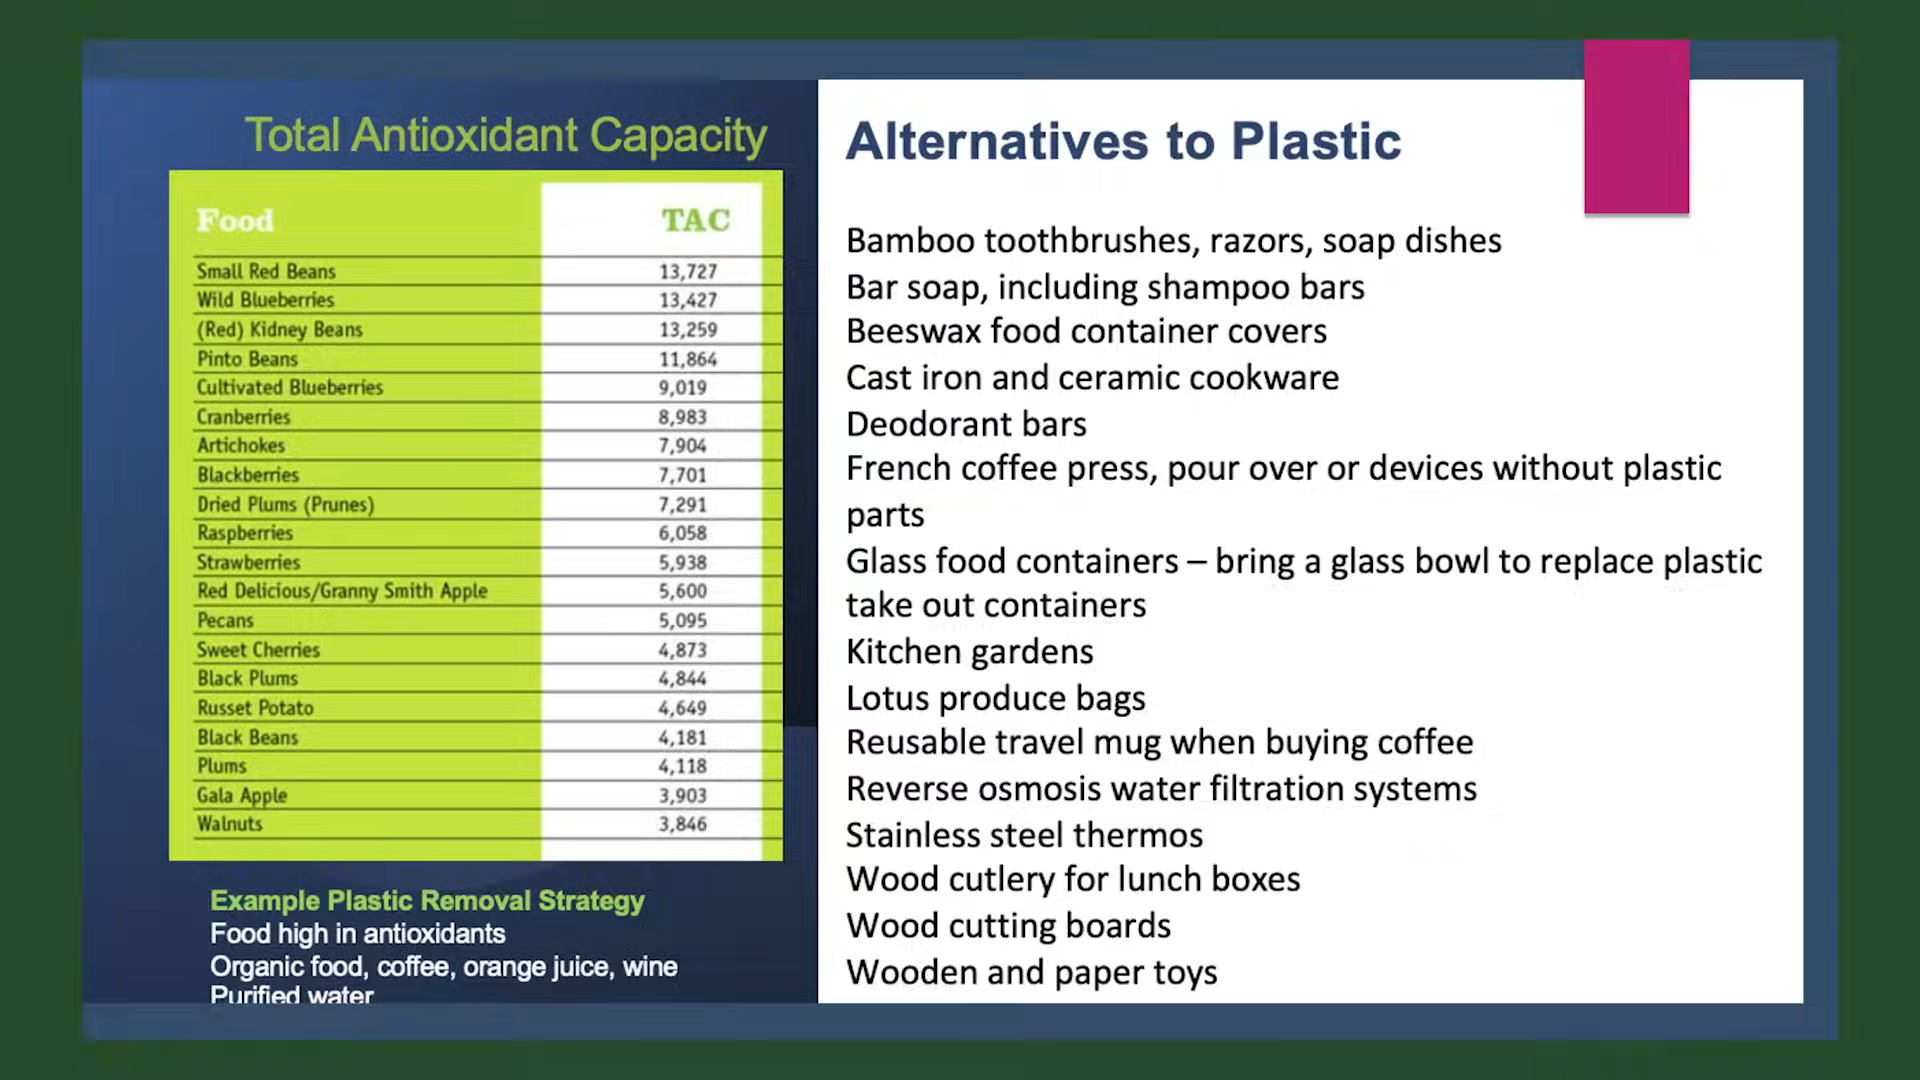 Total Antioxidant Capacity
Food TAC
Small Red Beans 13,727
Wild Blueberries 13,427
(Red) Kidney Beans 13,259
Pinto Beans 11,864
Cultivated Blueberries 9,019
Cranberries 8,983
Artichokes 7,904
Blackberries 7,701
Dried Plums (Prunes) 7,291
Raspberries 6,058
Strawberries 5,938
Red Delicious/Granny Smith Apple 5,600
Pecans 5,095
Sweet Cherries 4,873
Black Plums 4,844
Russet Potato 4,649
Black Beans 4,181
Plums 4,118
Gala Apple 3,903
Walnuts 3,846
Example Plastic Removal Strategy
Food high in antioxidants
Organic food, coffee, orange juice, wine
Purified water
Alternatives to Plastic
Bamboo toothbrushes, razors, soap dishes
Bar soap, including shampoo bars
Beeswax food container covers
Cast iron and ceramic cookware
Deodorant bars
French coffee press, pour over or devices without plastic
parts
Glass food containers – bring a glass bowl to replace plastic
take out containers
Kitchen gardens
Lotus produce bags
Reusable travel mug when buying coffee
Reverse osmosis water filtration systems
Stainless steel thermos
Wood cutlery for lunch boxes
Wood cutting boards
Wooden and paper toys